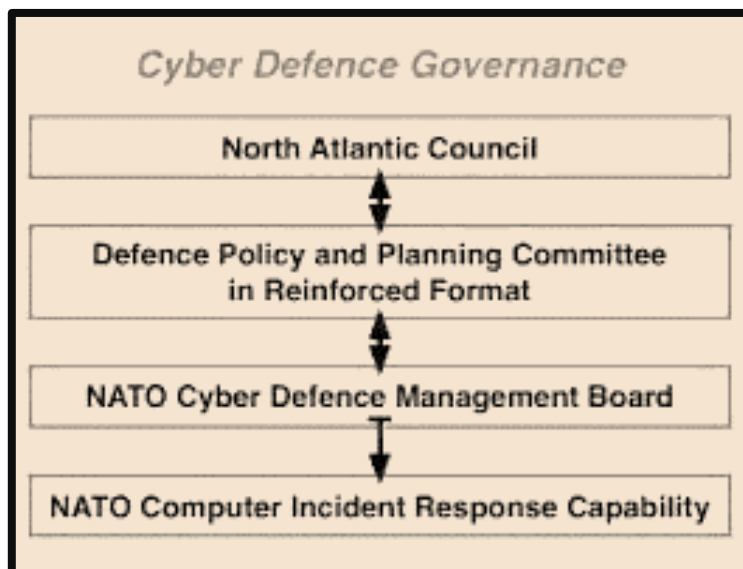 Cyber Defence Governance
North Atlantic Council
Defence Policy and Planning Committee
in Reinforced Format
NATO Cyber Defence Management Board
NATO Computer Incident Response Capability